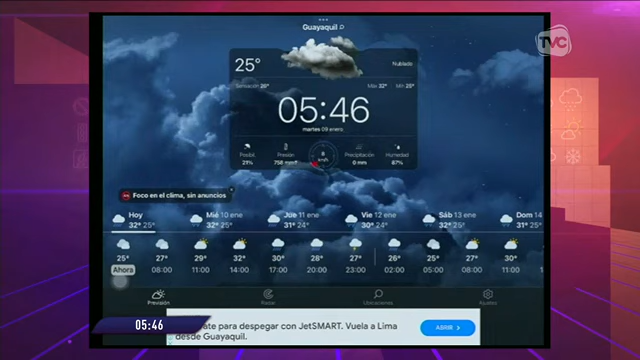 TVC
Guayaquil
25° Nublado
Sensación 26° Máx 32° Mín 25°
05:46
martes 09 enero
8
km/h
Posibil. Presión Precipitación Humedad
21% 758 mmHg 0 mm 87%
Foco en el clima, sin anuncios
Hoy Mié 10 ene Jue 11 ene Vie 12 ene Sáb 13 ene Dom 14
32° 25° 32° 25° 31° 24° 30° 24° 32° 25° 31° 25°
25° 27° 29° 32° 30° 28° 27° 26° 25° 27° 30°
Ahora 08:00 11:00 14:00 17:00 20:00 23:00 02:00 05:00 08:00 11:00
Previsión Radar Ubicaciones Ajustes
para despegar con JetSMART. Vuela a Lima
desde Guayaquil.
ABRIR
05:46